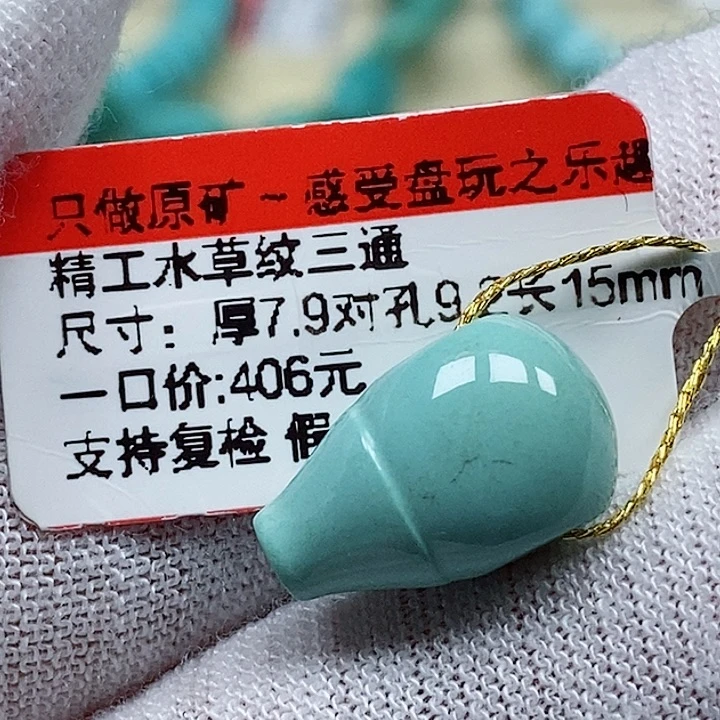 只做原矿~感受盘玩之乐趣
精工水草纹三通
尺寸：厚7.9对孔9.2长15mm
一口价:406元
支持复检 假